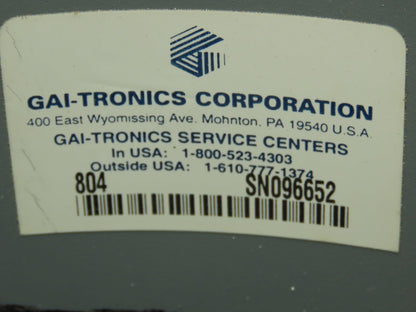 GAI-TRONICS CORPORATION
400 East Wyomissing Ave. Mohnton, PA 19540 U.S.A.
GAI-TRONICS SERVICE CENTERS
In USA: 1-800-523-4303
Outside USA: 1-610-777-1374
804 SN096652